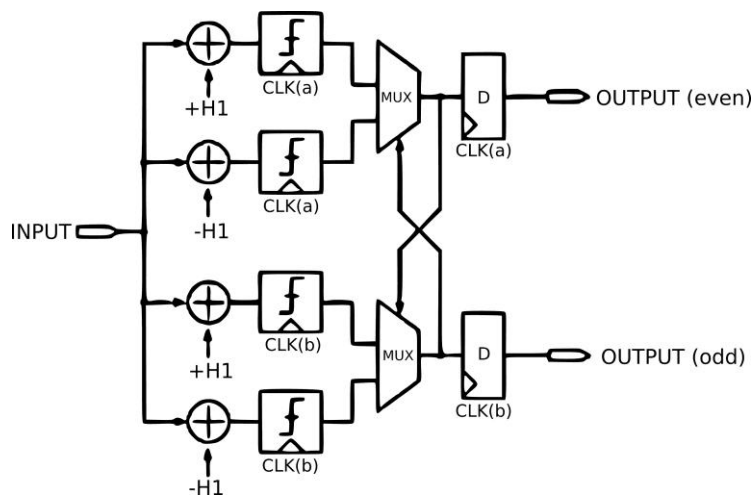 CLK(a)
+H1
MUX
D
OUTPUT (even)
CLK(a)
CLK(a)
-H1
INPUT
CLK(b)
+H1
MUX
D
OUTPUT (odd)
CLK(b)
CLK(b)
-H1